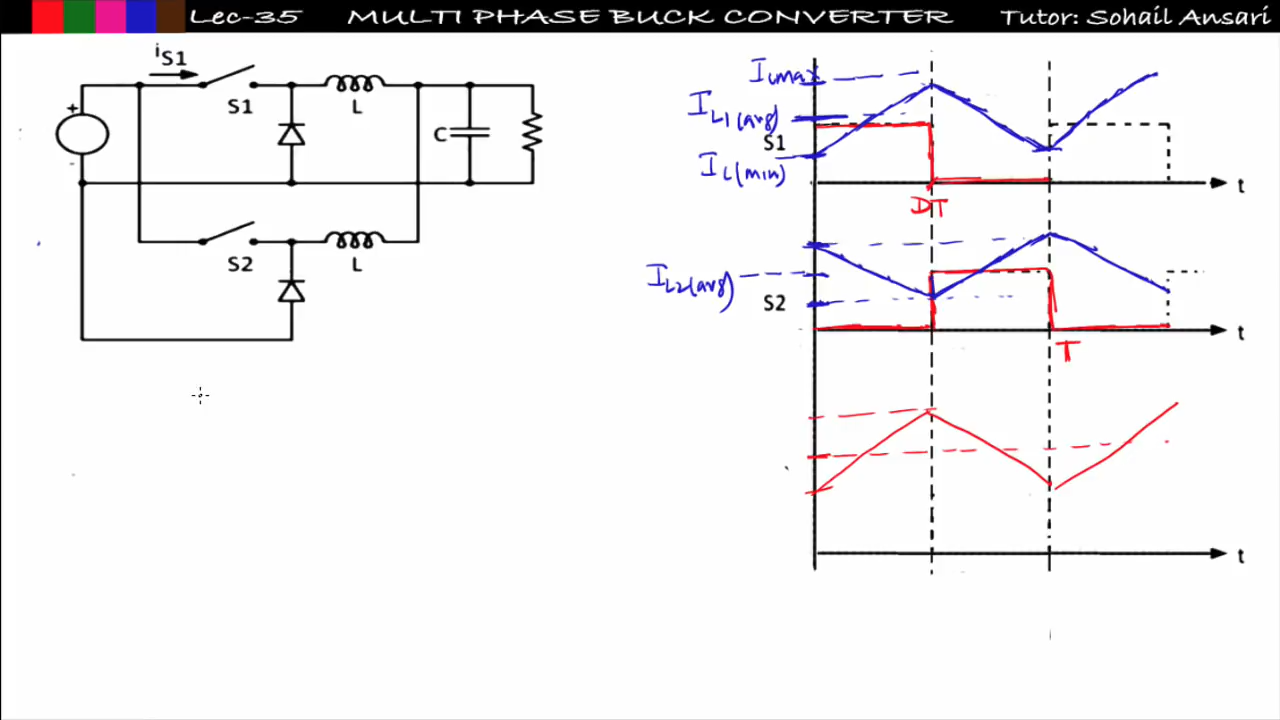 Lec-35 MULTI PHASE BUCK CONVERTER Tutor: Sohail Ansari
iS1
S1
L
C
+
S2
L
ILmax
IL1(avg)
S1
IL(min)
t
DT
IL2(avg)
S2
t
T
t